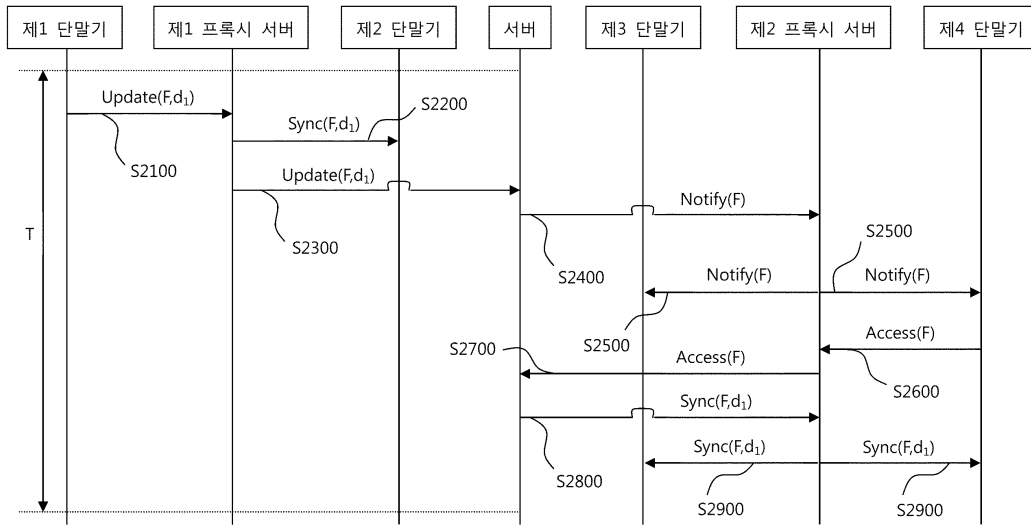 제1 단말기
제1 프록시 서버
제2 단말기
서버
제3 단말기
제2 프록시 서버
제4 단말기
Update(F,d₁)
S2200
Sync(F,d₁)
S2100
Update(F,d₁)
Notify(F)
T
S2300
S2500
S2400
Notify(F)
Notify(F)
Access(F)
S2700
S2500
Access(F)
S2600
Sync(F,d₁)
Sync(F,d₁)
Sync(F,d₁)
S2800
S2900
S2900